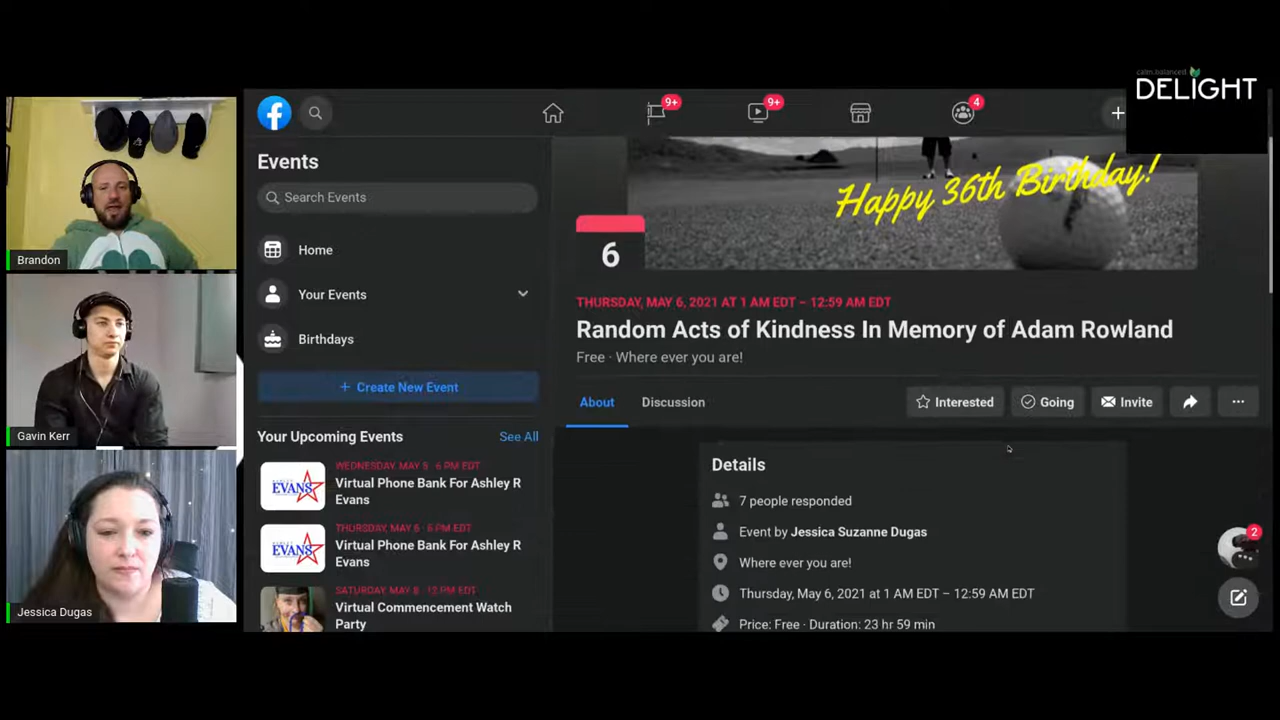 calm.balanced
DELIGHT
Brandon
Gavin Kerr
Jessica Dugas
9+
9+
4
Events
Search Events
Home
Your Events
Birthdays
+ Create New Event
Your Upcoming Events
See All
WEDNESDAY, MAY 5 · 6 PM EDT
Virtual Phone Bank For Ashley R
Evans
EVANS
THURSDAY, MAY 6 · 6 PM EDT
Virtual Phone Bank For Ashley R
Evans
EVANS
SATURDAY, MAY 8 · 12 PM EDT
Virtual Commencement Watch
Party
Happy 36th Birthday!
6
THURSDAY, MAY 6, 2021 AT 1 AM EDT – 12:59 AM EDT
Random Acts of Kindness In Memory of Adam Rowland
Free · Where ever you are!
About
Discussion
Interested
Going
Invite
Details
7 people responded
Event by Jessica Suzanne Dugas
Where ever you are!
Thursday, May 6, 2021 at 1 AM EDT – 12:59 AM EDT
Price: Free · Duration: 23 hr 59 min
2